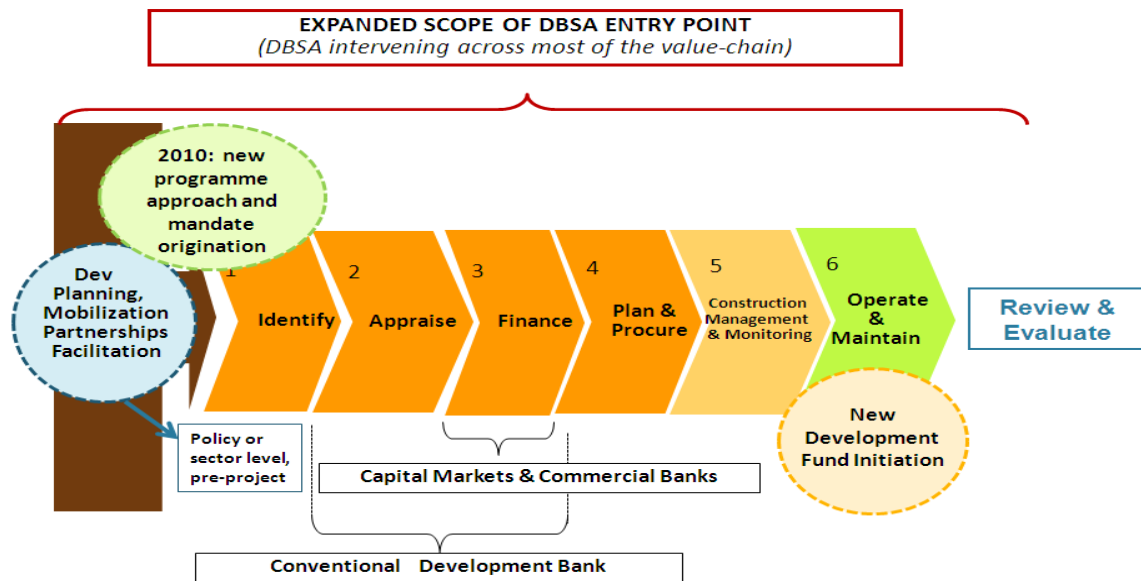 EXPANDED SCOPE OF DBSA ENTRY POINT
(DBSA intervening across most of the value-chain)
2010: new
programme
approach and
mandate
origination
Dev
Planning,
Mobilization
Partnerships
Facilitation
Policy or
sector level,
pre-project
1
Identify
2
Appraise
3
Finance
4
Plan &
Procure
5
Construction
Management
& Monitoring
6
Operate
&
Maintain
Review &
Evaluate
New
Development
Fund Initiation
Capital Markets & Commercial Banks
Conventional Development Bank